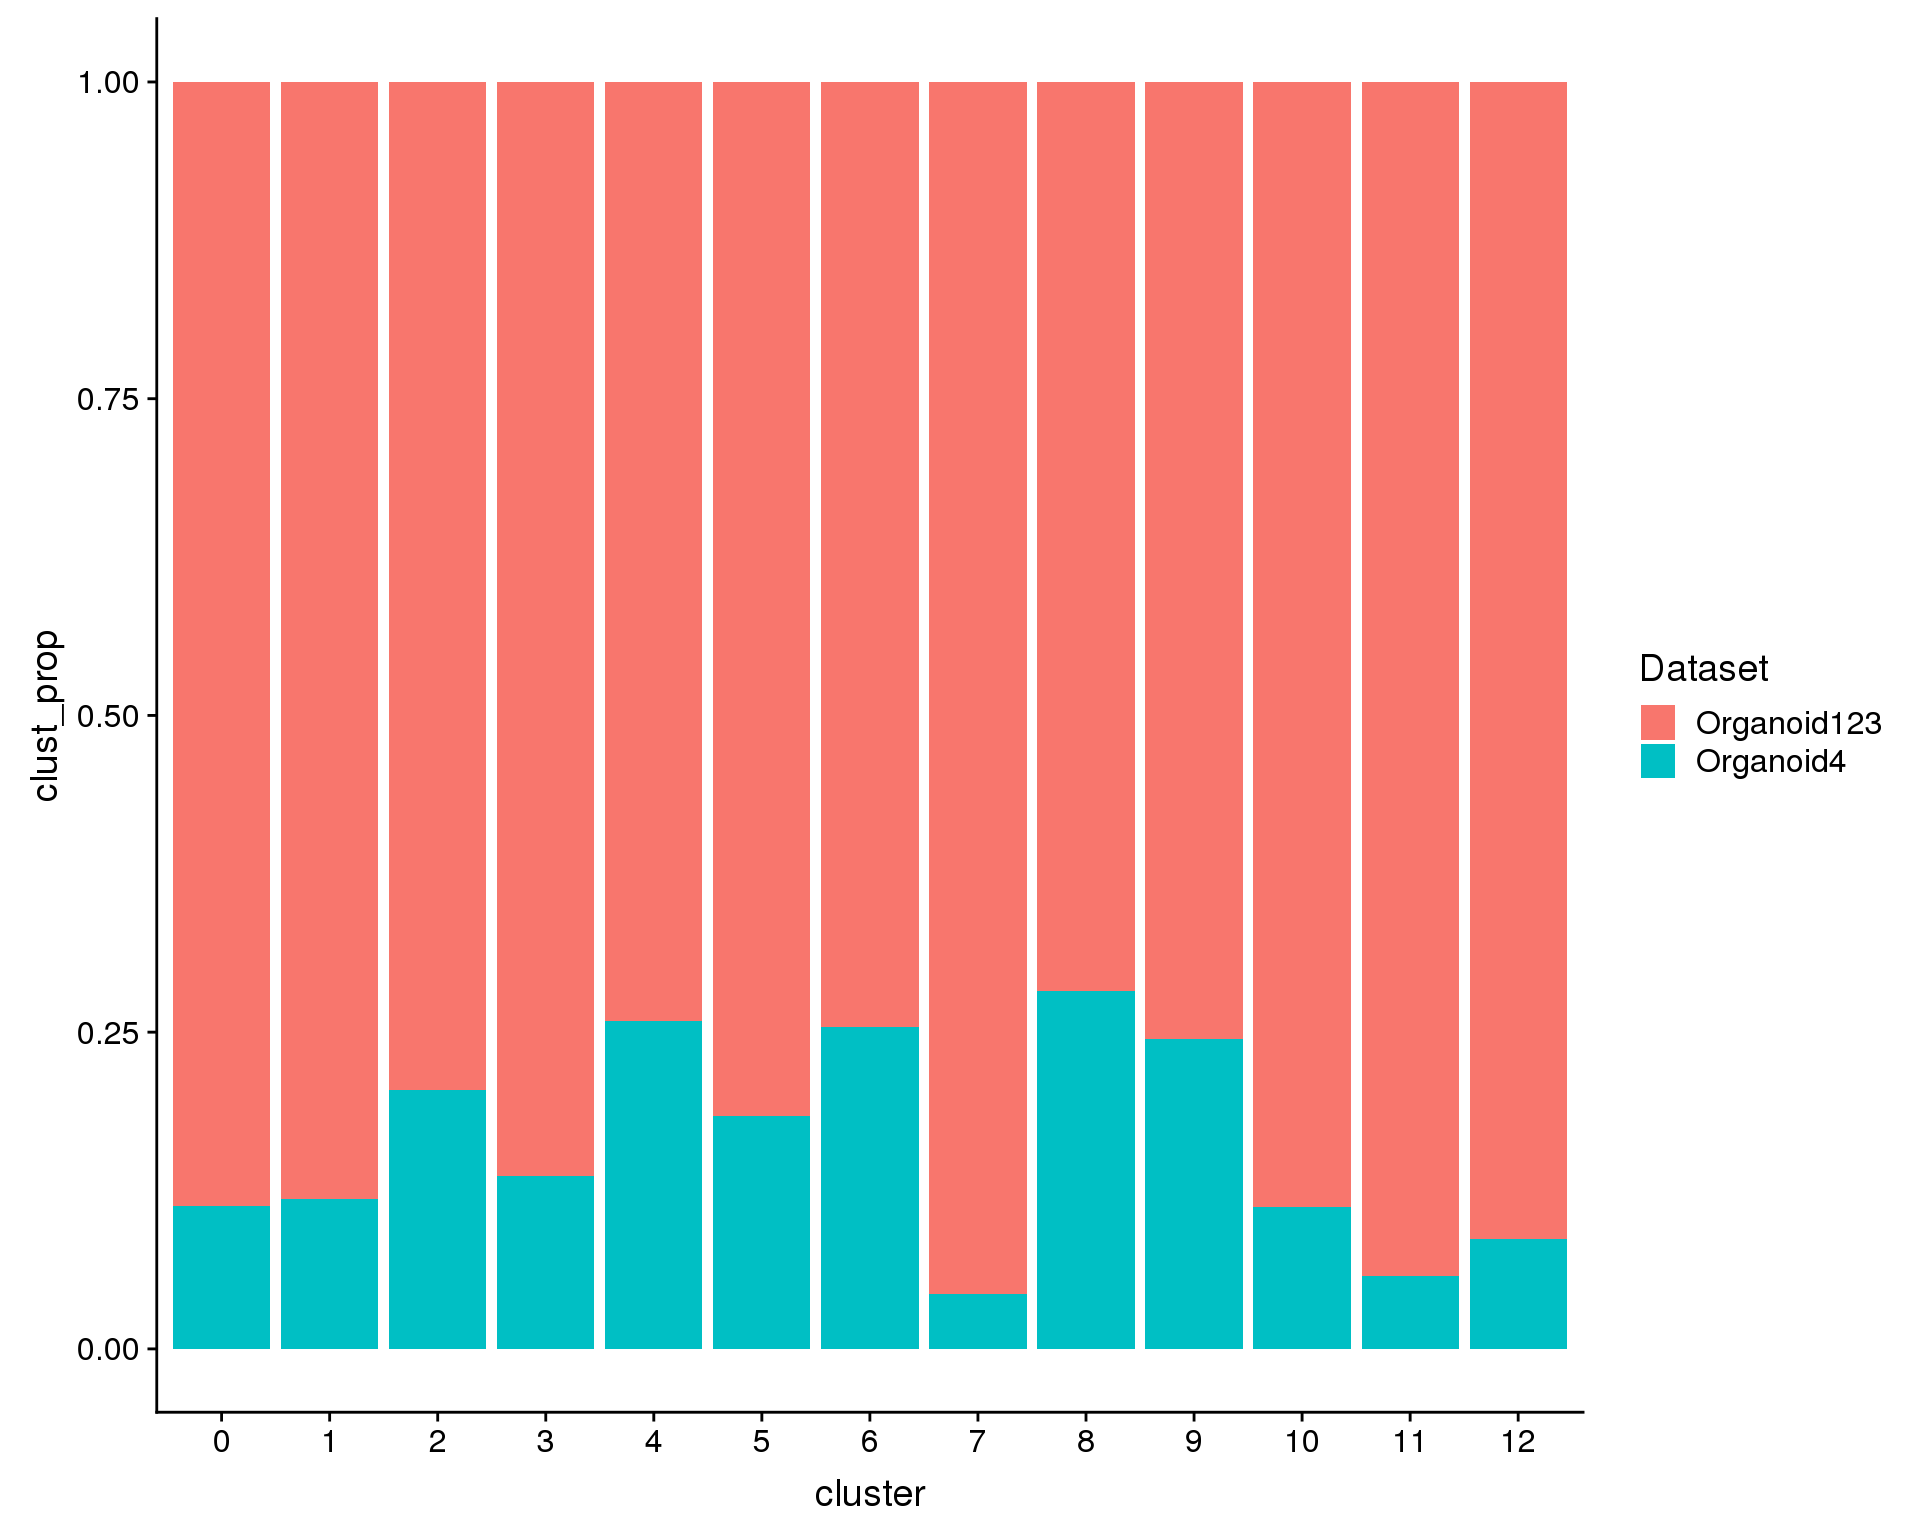 1.00
0.75
0.50
0.25
0.00
clust_prop
0 1 2 3 4 5 6 7 8 9 10 11 12
cluster
Dataset
Organoid123
Organoid4